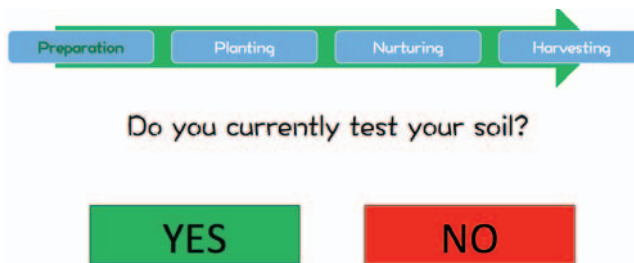 Preparation Planting Nurturing Harvesting
Do you currently test your soil?
YES NO